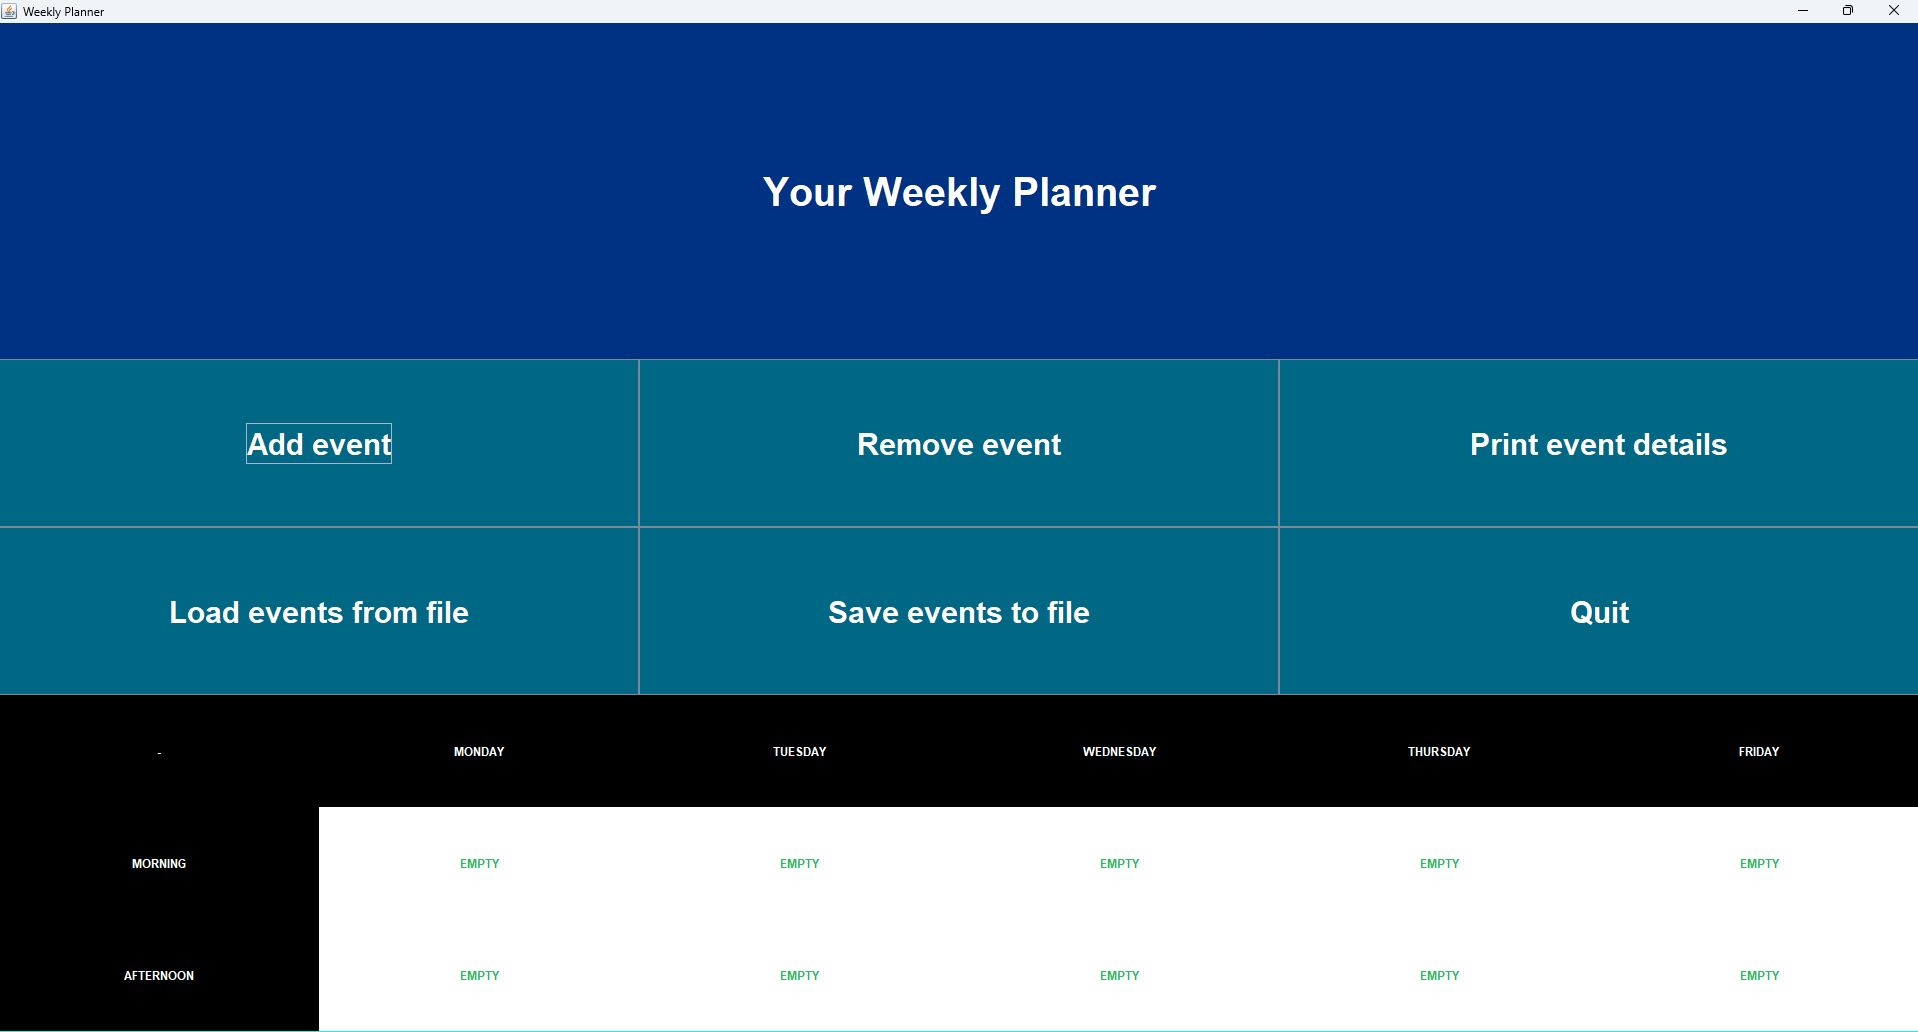 Weekly Planner
Your Weekly Planner
Add event Remove event Print event details
Load events from file Save events to file Quit
- MONDAY TUESDAY WEDNESDAY THURSDAY FRIDAY
MORNING EMPTY EMPTY EMPTY EMPTY EMPTY
AFTERNOON EMPTY EMPTY EMPTY EMPTY EMPTY